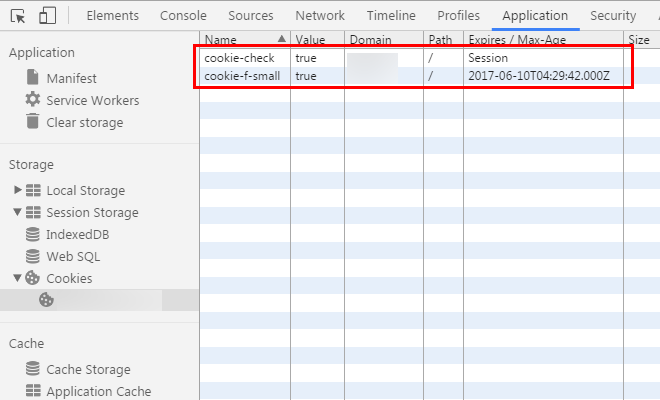 Elements Console Sources Network Timeline Profiles Application Security
Application
Manifest
Service Workers
Clear storage
Storage
Local Storage
Session Storage
IndexedDB
Web SQL
Cookies
Cache
Cache Storage
Application Cache
Name Value Domain Path Expires / Max-Age Size
cookie-check true / Session
cookie-f-small true / 2017-06-10T04:29:42.000Z